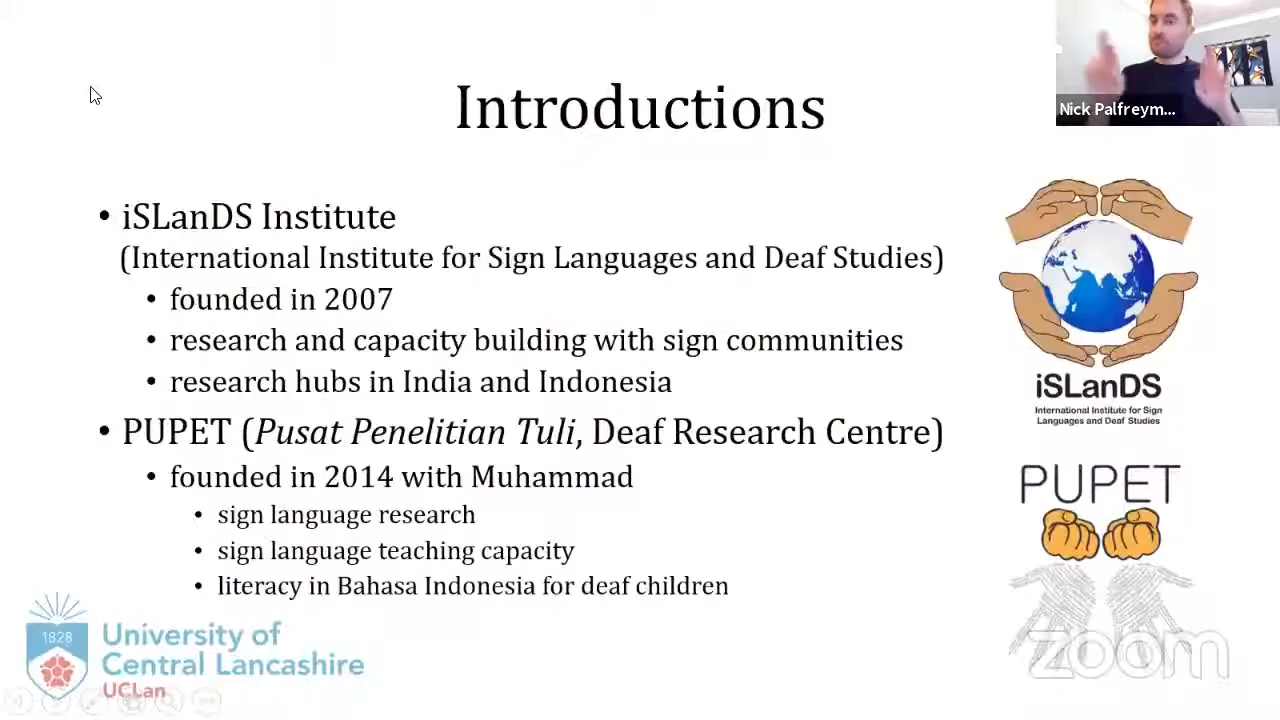 Introductions
Nick Palfreym...
• iSLanDS Institute
(International Institute for Sign Languages and Deaf Studies)
• founded in 2007
• research and capacity building with sign communities
• research hubs in India and Indonesia
• PUPET (Pusat Penelitian Tuli, Deaf Research Centre)
• founded in 2014 with Muhammad
• sign language research
• sign language teaching capacity
• literacy in Bahasa Indonesia for deaf children
iSLanDS
International Institute for Sign
Languages and Deaf Studies
PUPET
1828
University of
Central Lancashire
UCLan
zoom